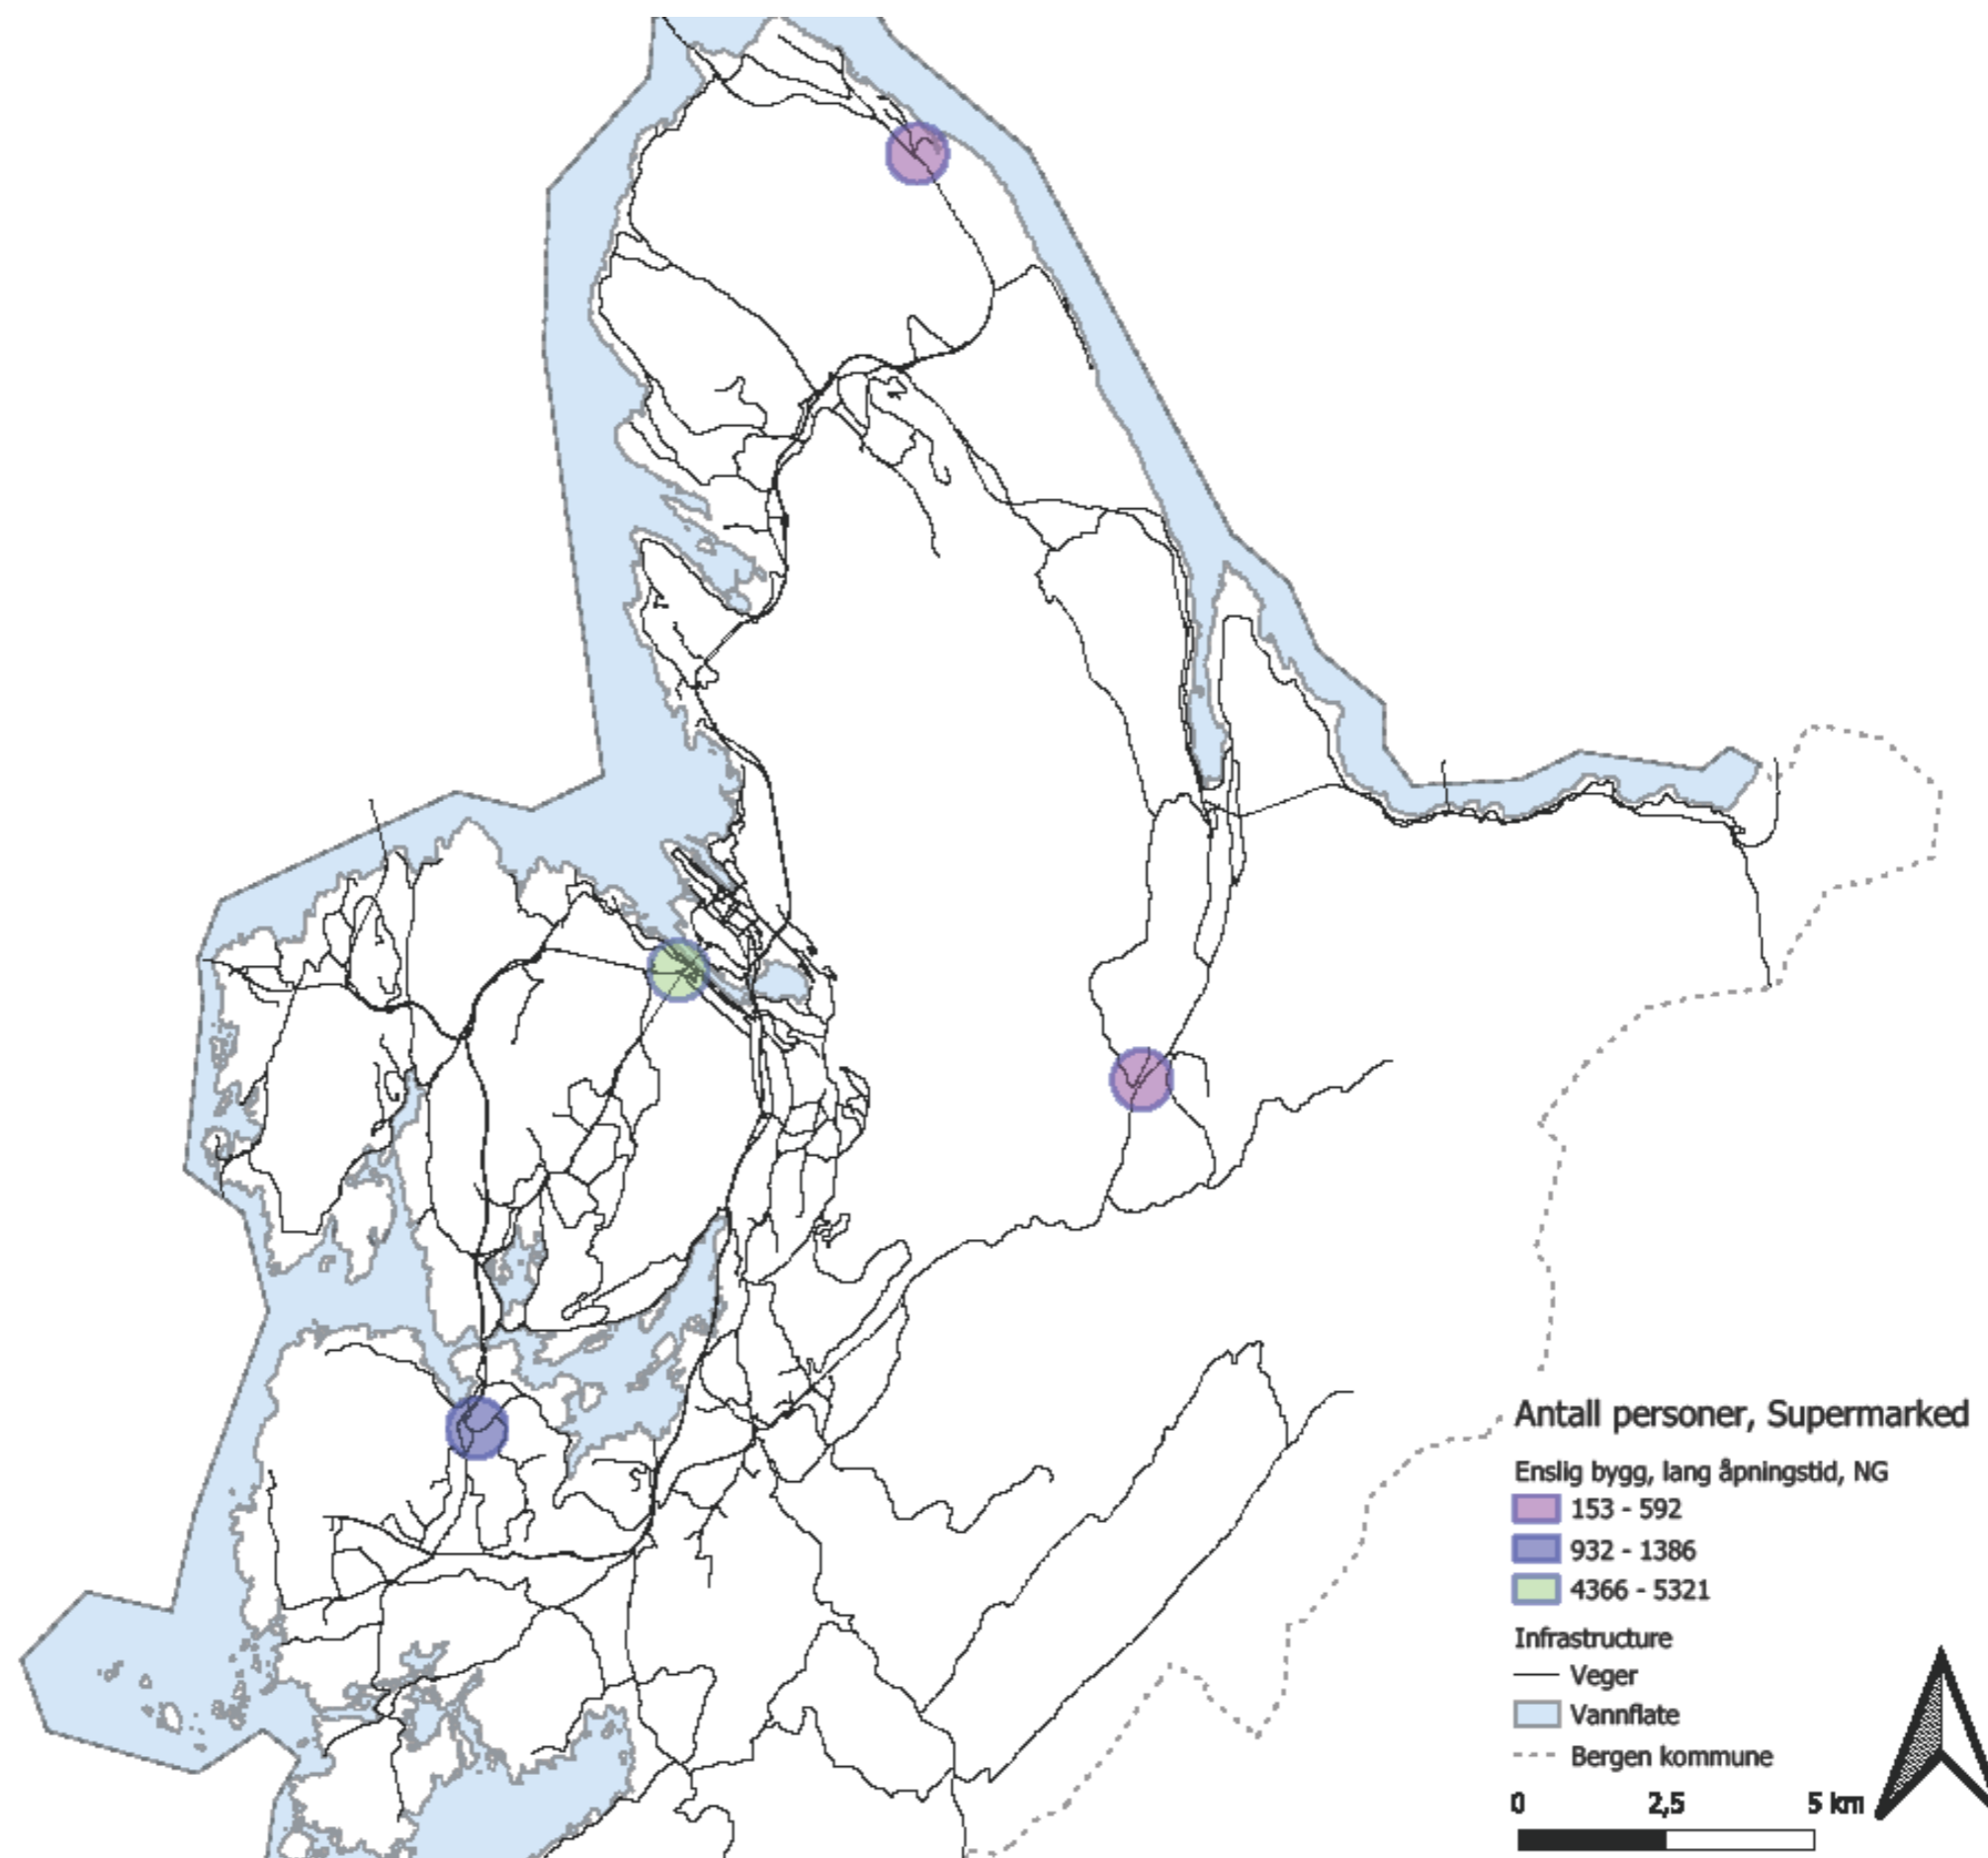 Antall personer, Supermarked
Enslig bygg, lang åpningstid, NG
153 - 592
932 - 1386
4366 - 5321
Infrastructure
Veger
Vannflate
Bergen kommune
0 2,5 5 km